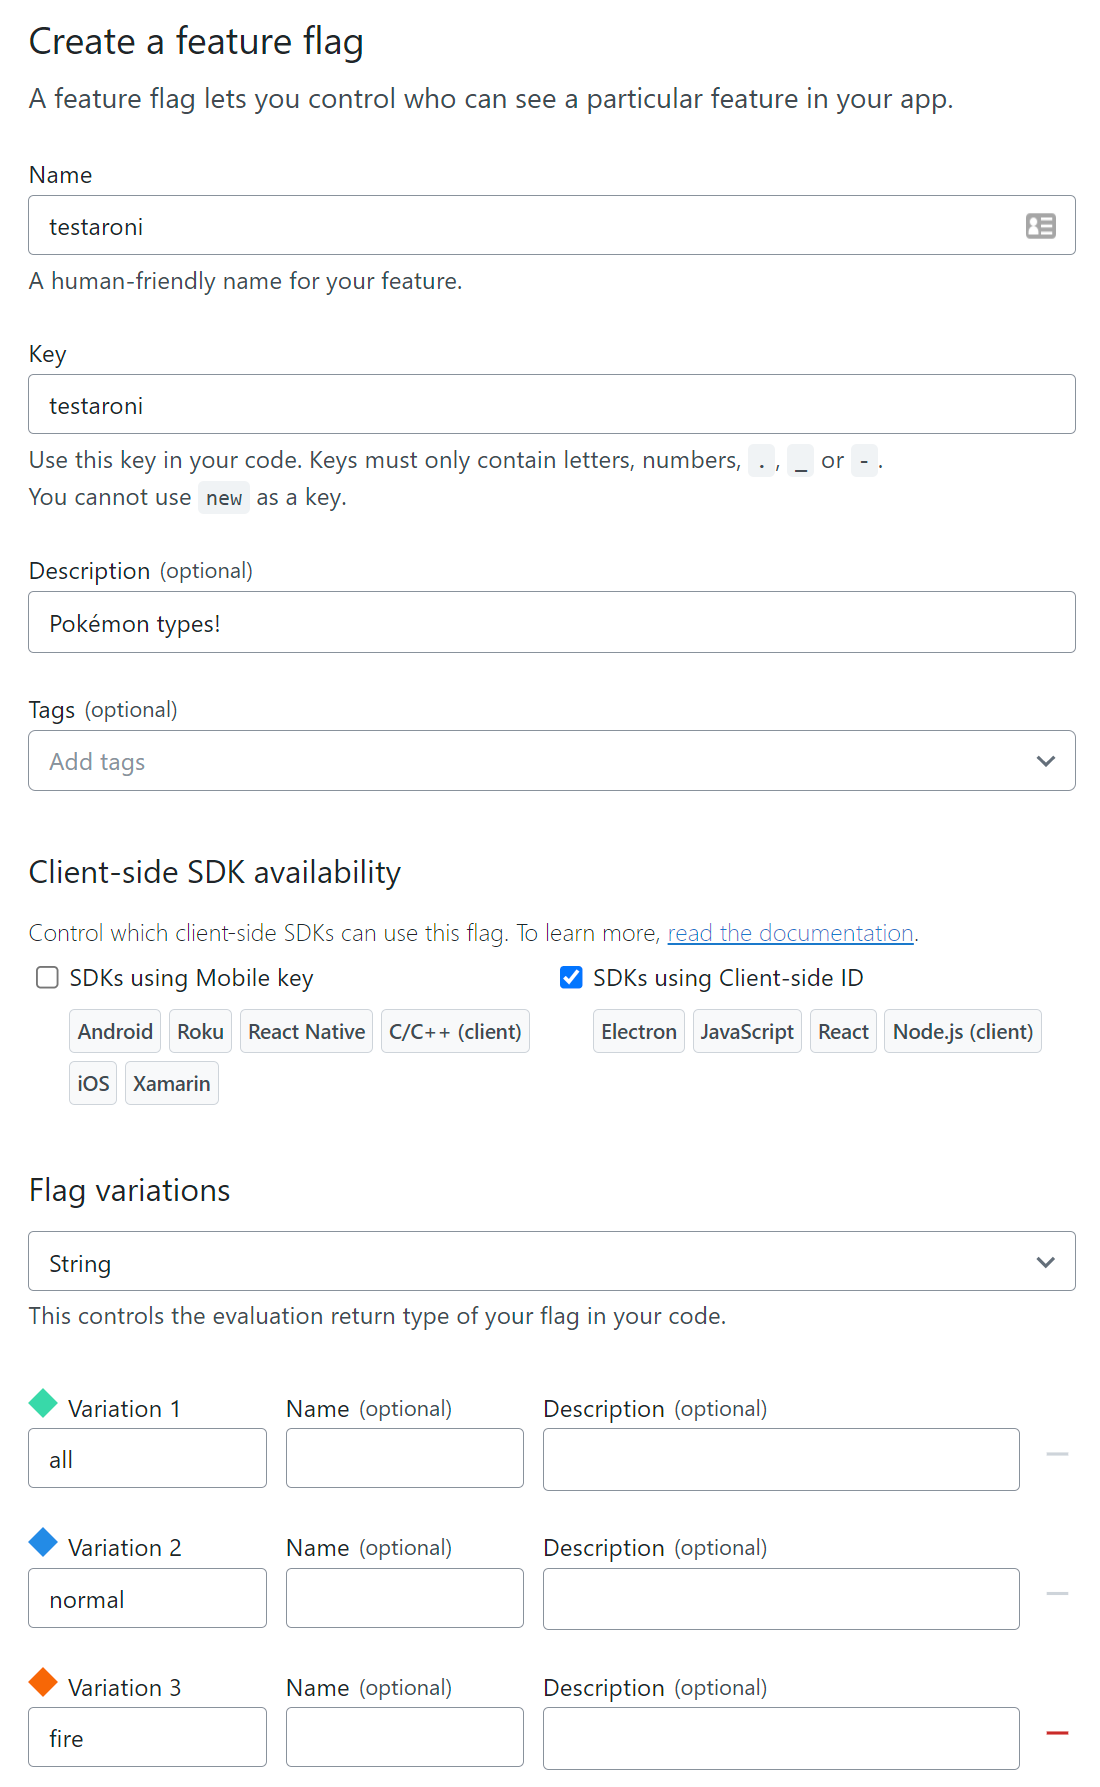 Create a feature flag
A feature flag lets you control who can see a particular feature in your app.
Name
testaroni
A human-friendly name for your feature.
Key
testaroni
Use this key in your code. Keys must only contain letters, numbers, . , _ or - .
You cannot use new as a key.
Description (optional)
Pokémon types!
Tags (optional)
Add tags
Client-side SDK availability
Control which client-side SDKs can use this flag. To learn more, read the documentation.
SDKs using Mobile key
Android Roku React Native C/C++ (client)
iOS Xamarin
SDKs using Client-side ID
Electron JavaScript React Node.js (client)
Flag variations
String
This controls the evaluation return type of your flag in your code.
Variation 1 Name (optional) Description (optional)
all
Variation 2 Name (optional) Description (optional)
normal
Variation 3 Name (optional) Description (optional)
fire